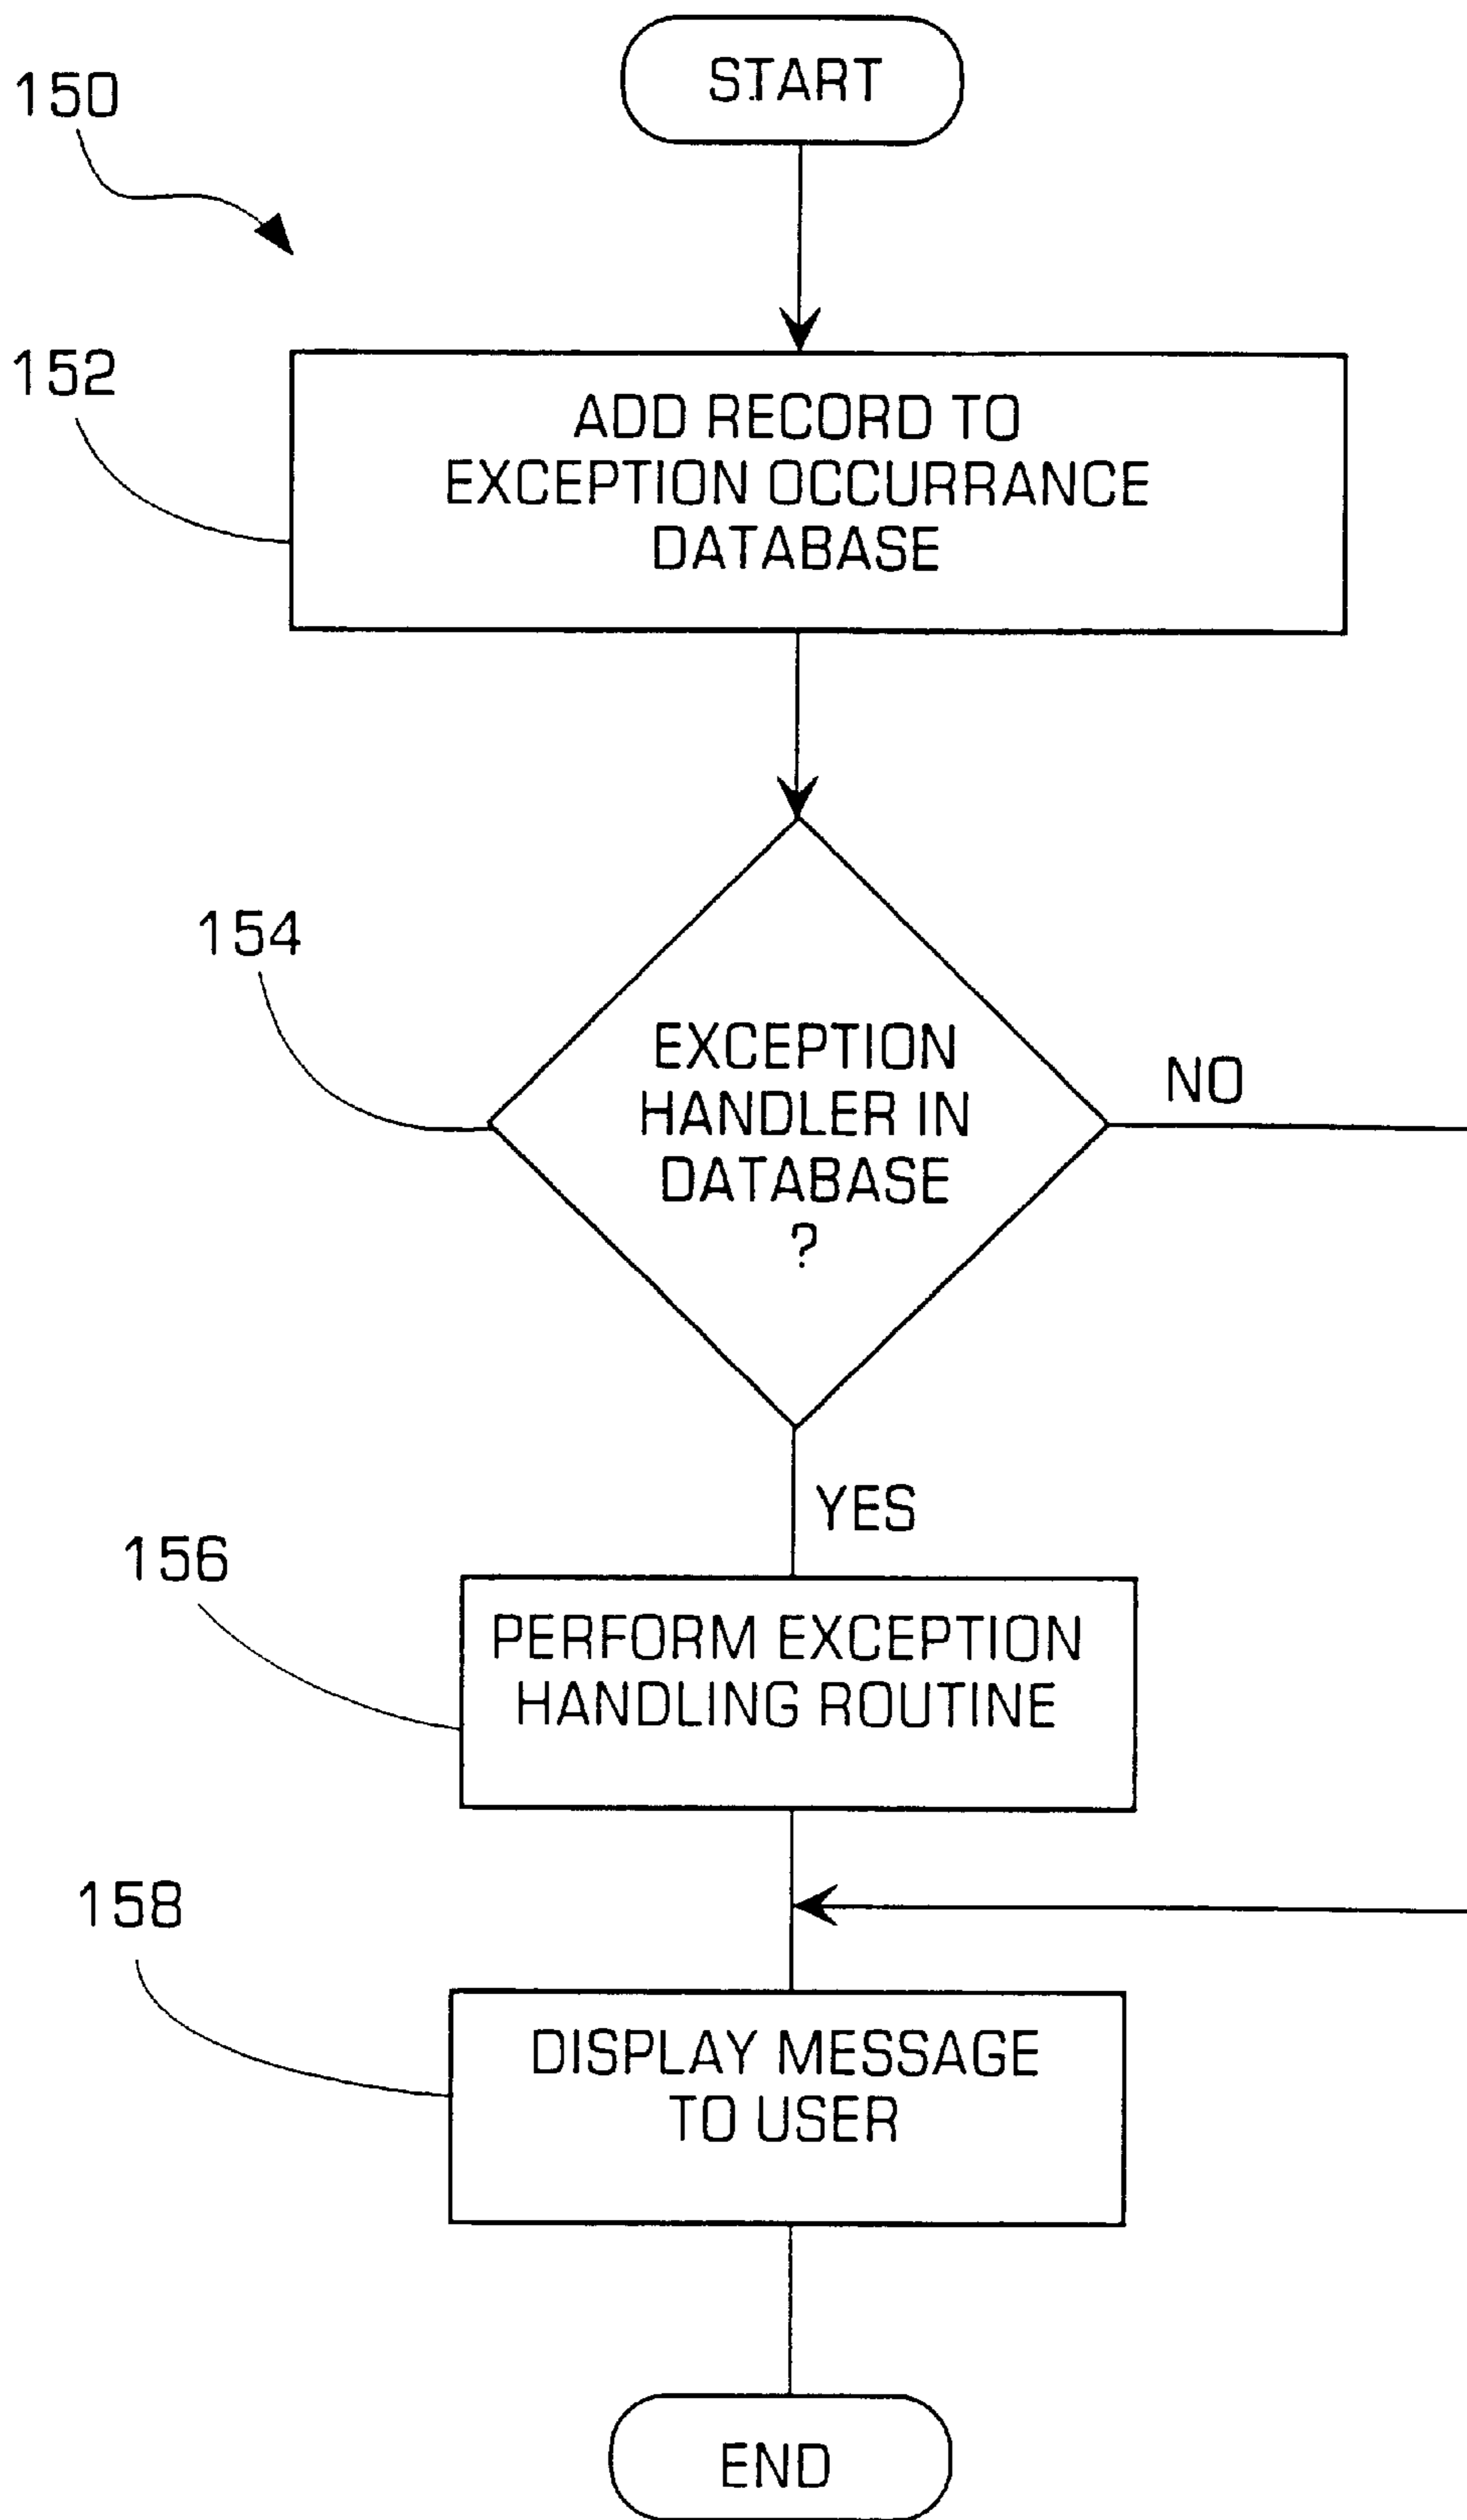 START
150
152
ADD RECORD TO
EXCEPTION OCCURRANCE
DATABASE
154
EXCEPTION
HANDLER IN
DATABASE
?
NO
YES
156
PERFORM EXCEPTION
HANDLING ROUTINE
158
DISPLAY MESSAGE
TO USER
END